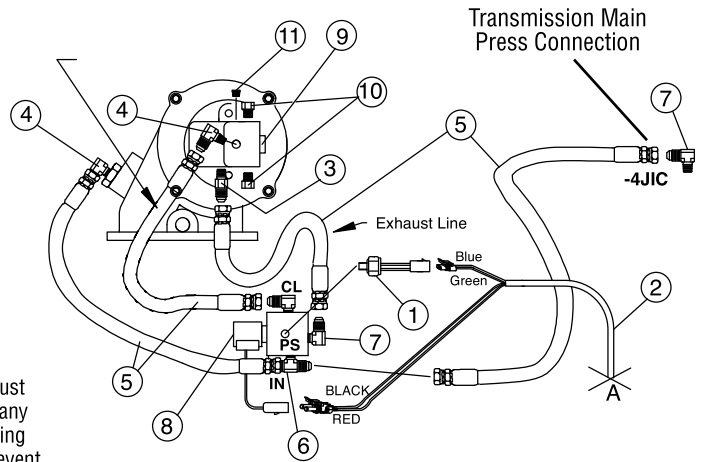 Transmission Main
Press Connection
11
9
10
4
4
7
5
3
-4JIC
Exhaust Line
Blue
Green
CL
1
2
PS
7
5
8
IN
6
BLACK
RED
A
ust
any
ing
event